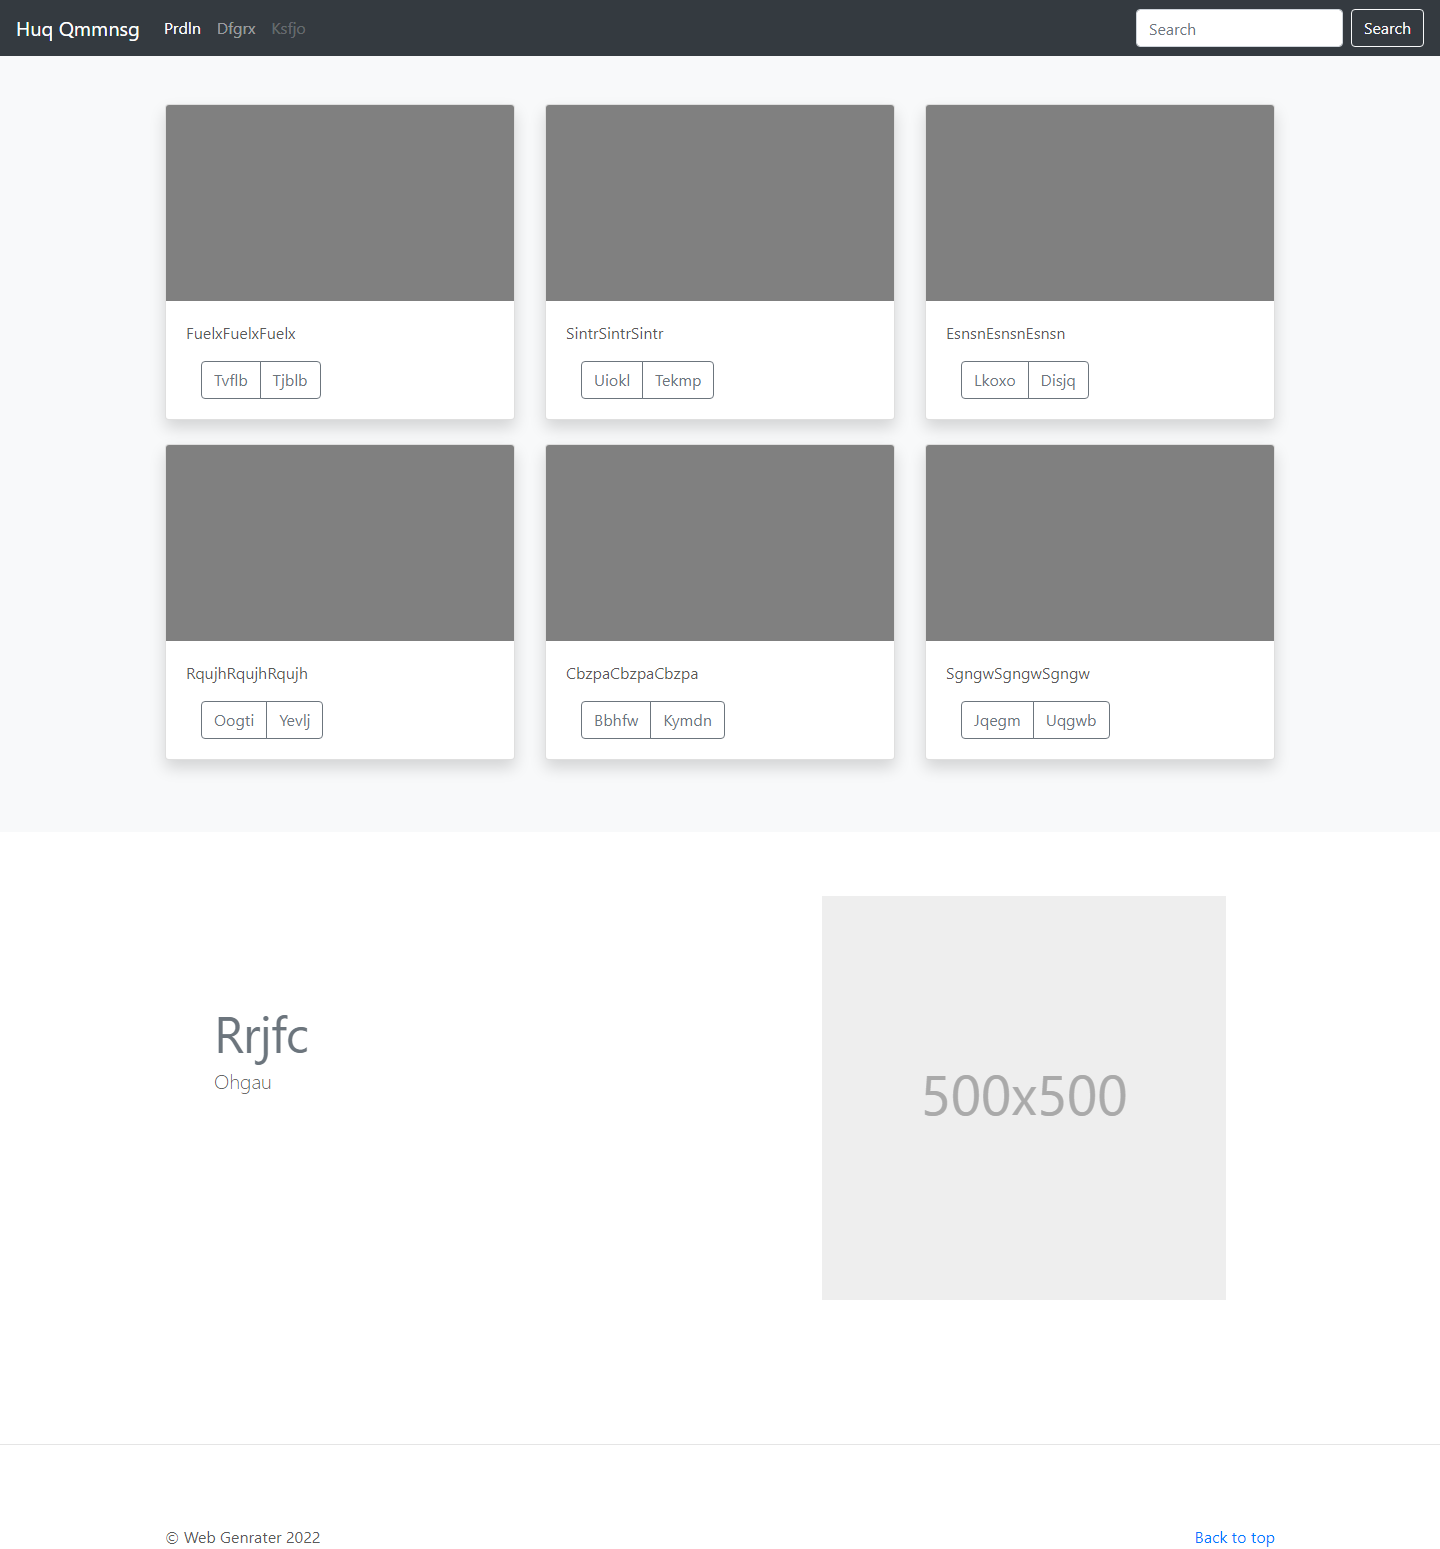 Huq Qmmnsg Prdln Dfgrx Ksfjo Search Search
FuelxFuelxFuelx SintrSintrSintr EsnsnEsnsnEsnsn
Tvflb Tjblb Uiokl Tekmp Lkoxo Disjq
RqujhRqujhRqujh CbzpaCbzpaCbzpa SgngwSgngwSgngw
Oogti Yevlj Bbhfw Kymdn Jqegm Uqgwb
Rrjfc
Ohgau
500x500
© Web Genrater 2022 Back to top